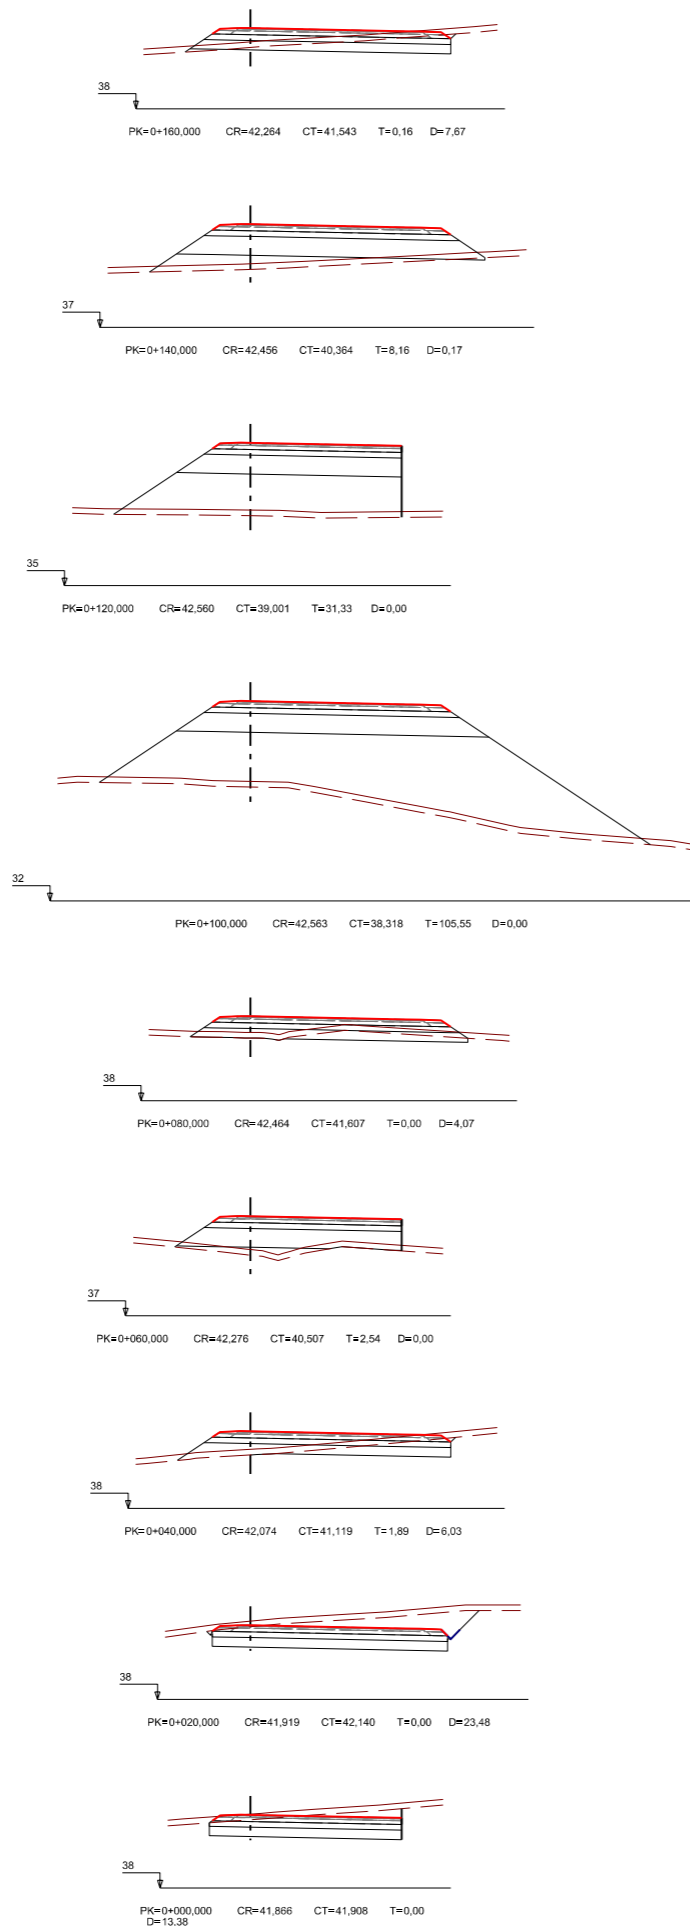 38
PK=0+160,000 CR=42,264 CT=41,543 T=0,16 D=7,67
37
PK=0+140,000 CR=42,456 CT=40,364 T=8,16 D=0,17
35
PK=0+120,000 CR=42,560 CT=39,001 T=31,33 D=0,00
32
PK=0+100,000 CR=42,563 CT=38,318 T=105,55 D=0,00
38
PK=0+080,000 CR=42,464 CT=41,607 T=0,00 D=4,07
37
PK=0+060,000 CR=42,276 CT=40,507 T=2,54 D=0,00
38
PK=0+040,000 CR=42,074 CT=41,119 T=1,89 D=6,03
38
PK=0+020,000 CR=41,919 CT=42,140 T=0,00 D=23,48
38
PK=0+000,000 CR=41,866 CT=41,908 T=0,00
D=13,38